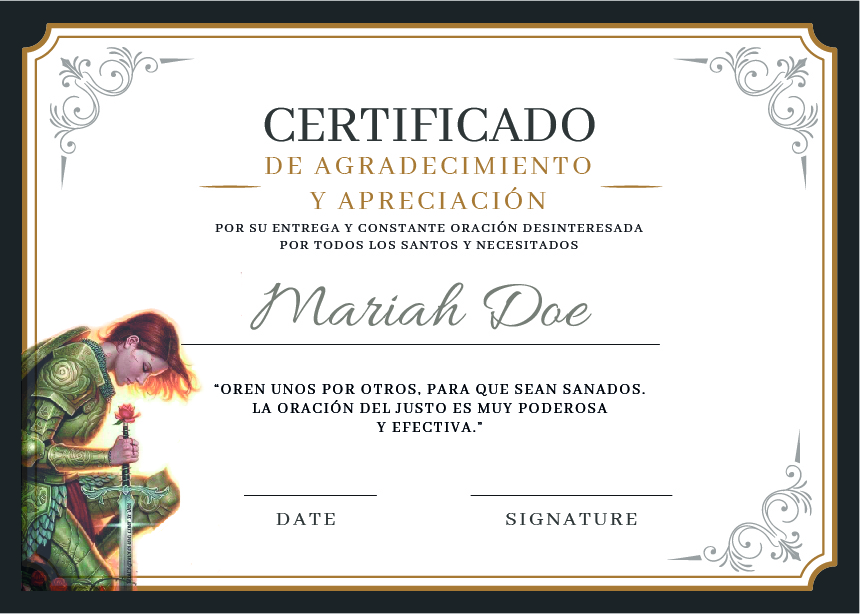 CERTIFICADO
DE AGRADECIMIENTO
Y APRECIACIÓN
POR SU ENTREGA Y CONSTANTE ORACIÓN DESINTERESADA
POR TODOS LOS SANTOS Y NECESITADOS
Mariah Doe
“OREN UNOS POR OTROS, PARA QUE SEAN SANADOS.
LA ORACIÓN DEL JUSTO ES MUY PODEROSA
Y EFECTIVA.”
DATE
SIGNATURE